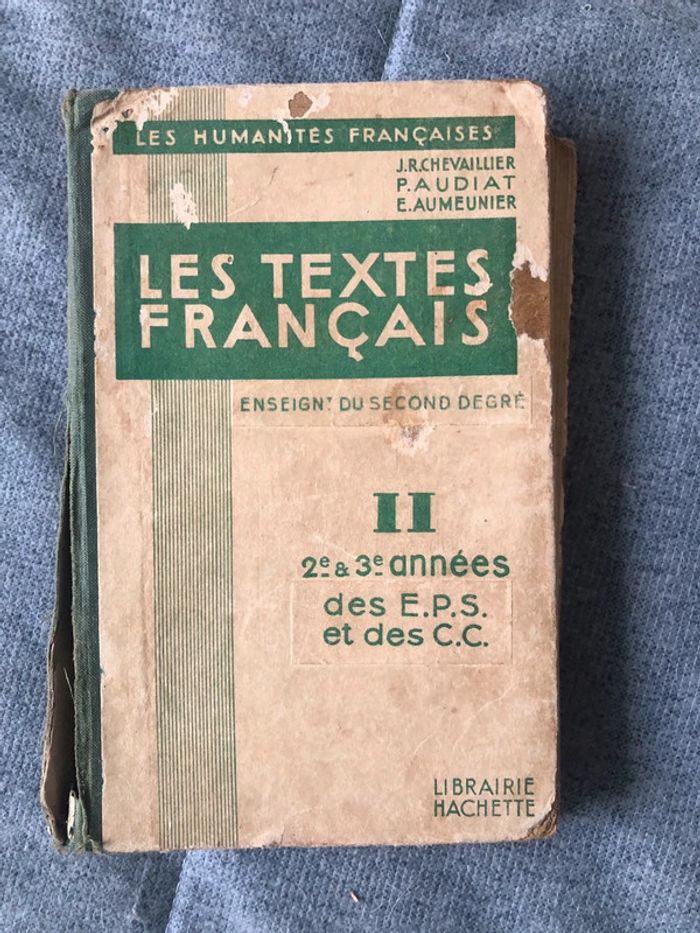 LES HUMANITÉS FRANÇAISES
J.R.CHEVAILLIER
P.AUDIAT
E.AUMEUNIER
LES TEXTES
FRANÇAIS
ENSEIGNT DU SECOND DEGRÉ
II
2e & 3e années
des E.P.S.
et des C.C.
LIBRAIRIE
HACHETTE